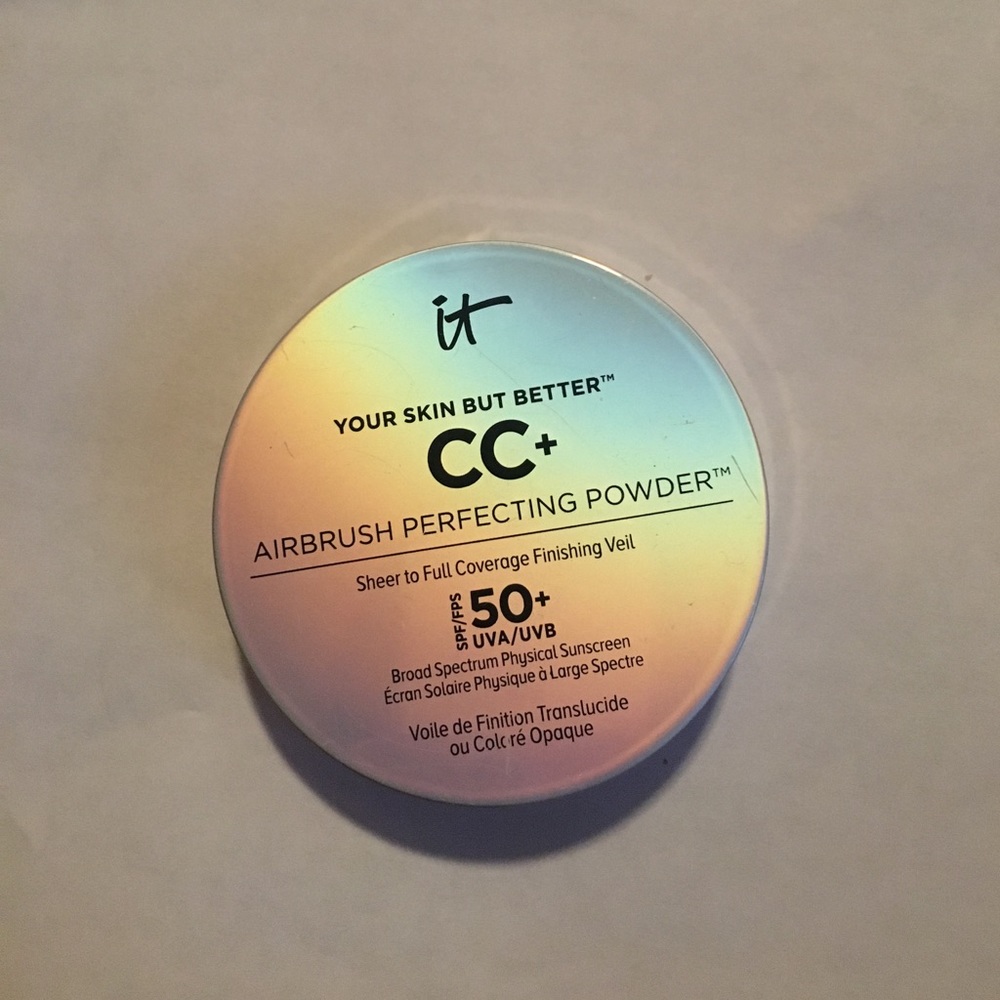 it
YOUR SKIN BUT BETTER™
CC+
AIRBRUSH PERFECTING POWDER™
Sheer to Full Coverage Finishing Veil
SPF/FPS
50+
UVA/UVB
Broad Spectrum Physical Sunscreen
Écran Solaire Physique à Large Spectre
Voile de Finition Translucide
ou Coloré Opaque